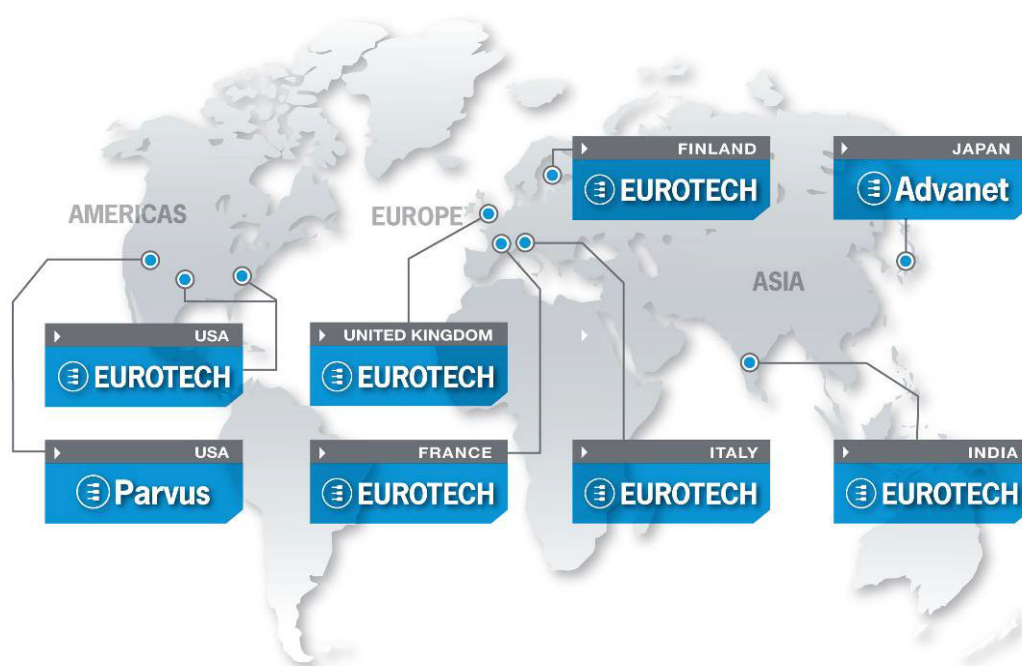 FINLAND
EUROTECH
JAPAN
Advanet
AMERICAS
EUROPE
ASIA
USA
EUROTECH
UNITED KINGDOM
EUROTECH
USA
Parvus
FRANCE
EUROTECH
ITALY
EUROTECH
INDIA
EUROTECH